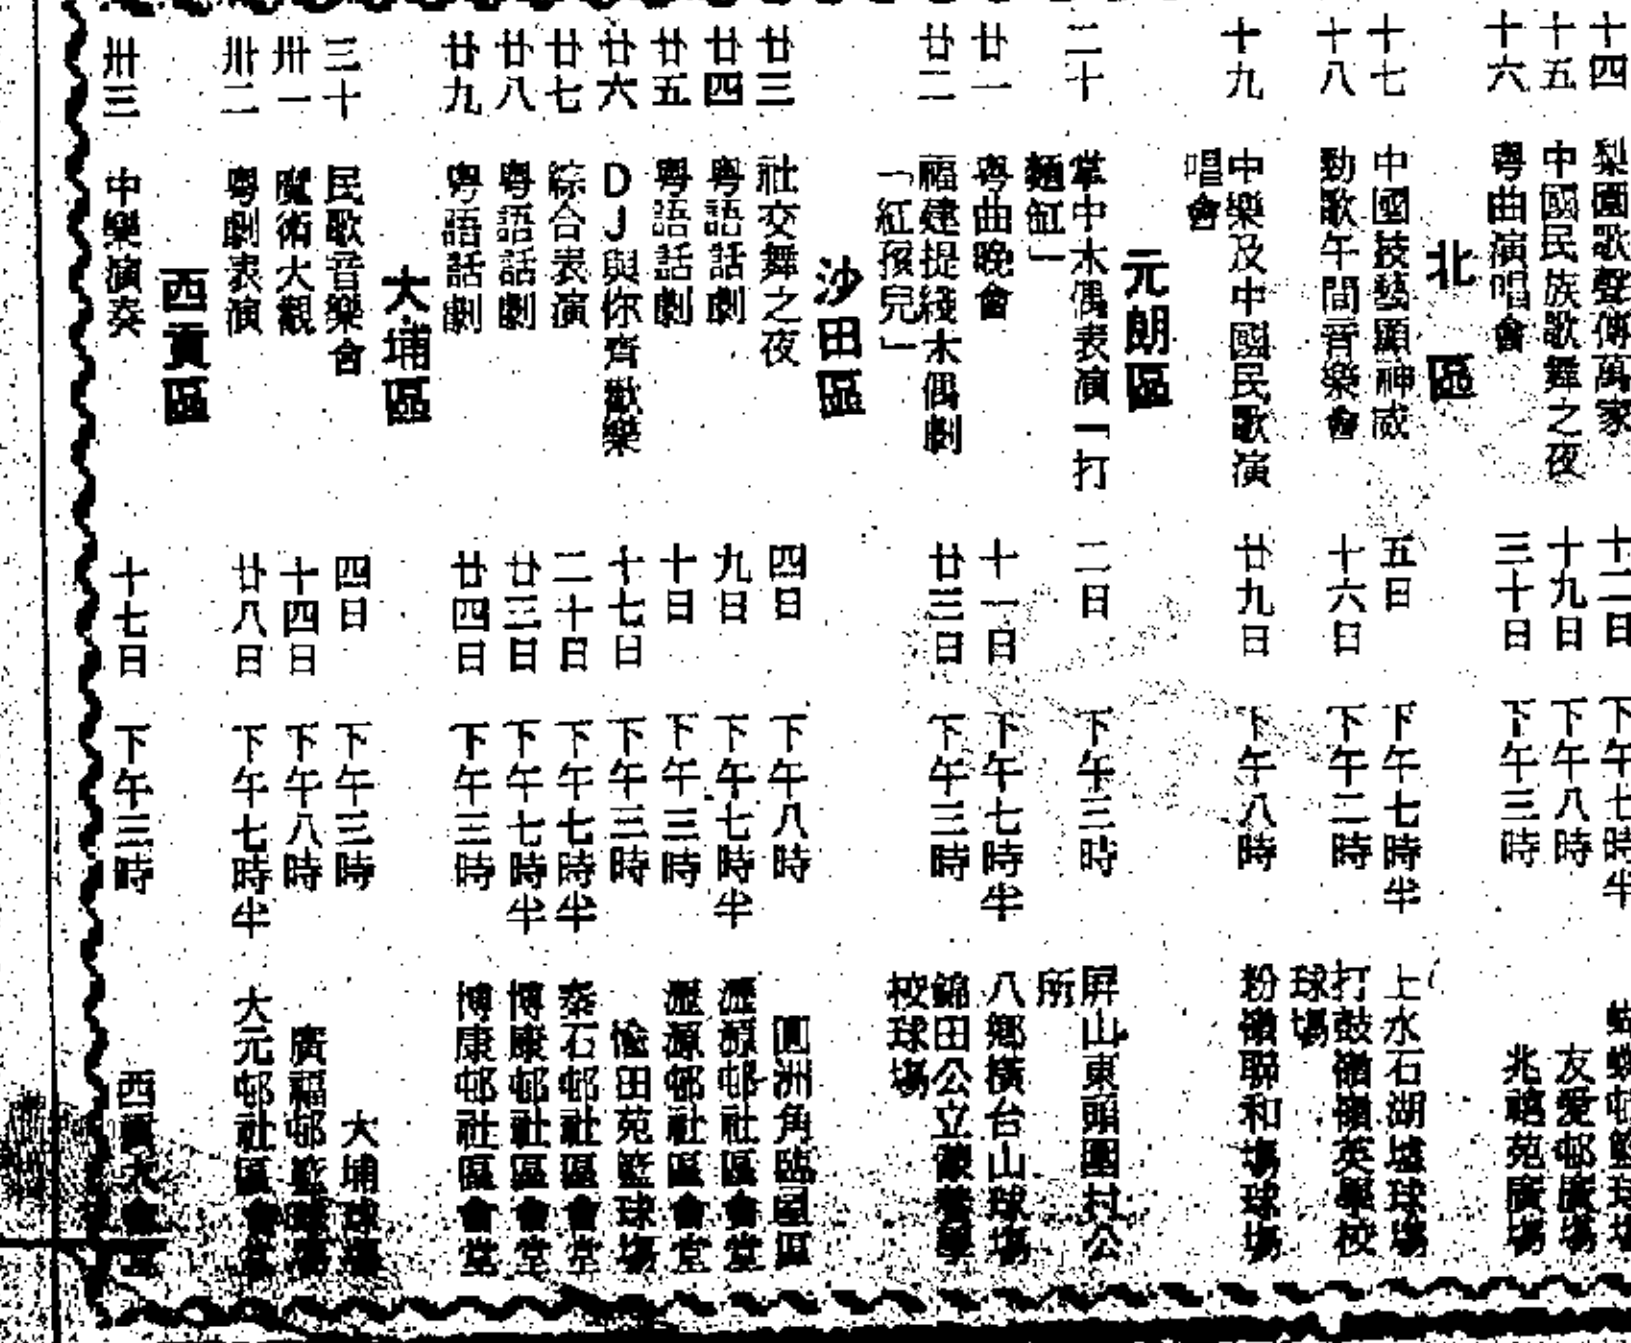 十四 梨園歌聲傳萬家 十二日 下午七時半
十五 中國民族歌舞之夜 十九日 下午八時 友愛邨廣場
十六 粵曲演唱會 三十日 下午三時 兆禧苑廣場
北區
十七 中國技藝顯神威 五日 下午七時半 上水石湖墟球場
十八 勁歌午間音樂會 十六日 下午二時 打鼓嶺嶺英學校
球場
十九 中樂及中國民歌演 廿九日 下午八時 粉嶺聯和場球場
唱會
元朗區
二十 掌中木偶表演「打 二日 下午三時 屏山東頭圍村公
麵缸」 所
廿一 粵曲晚會 十一日 下午七時半 八鄉橫台山球場
廿二 福建提綫木偶劇 廿三日 下午三時 錦田公立蒙養學
「紅孩兒」 校球場
沙田區
廿三 社交舞之夜 四日 下午八時 圓洲角臨屋區
廿四 粵語話劇 九日 下午七時半 瀝源邨社區會堂
廿五 粵語話劇 十日 下午三時 瀝源邨社區會堂
廿六 DJ與你齊歡樂 十七日 下午三時 愉田苑籃球場
廿七 綜合表演 二十日 下午七時半 秦石邨社區會堂
廿八 粵語話劇 廿三日 下午七時半 博康邨社區會堂
廿九 粵語話劇 廿四日 下午三時 博康邨社區會堂
大埔區
三十 民歌音樂會 四日 下午三時 大埔球場
卅一 魔術大觀 十四日 下午八時 廣福邨籃球場
卅二 粵劇表演 廿八日 下午七時半 大元邨社區會堂
西貢區
卅三 中樂演奏 十七日 下午三時 西貢大會堂